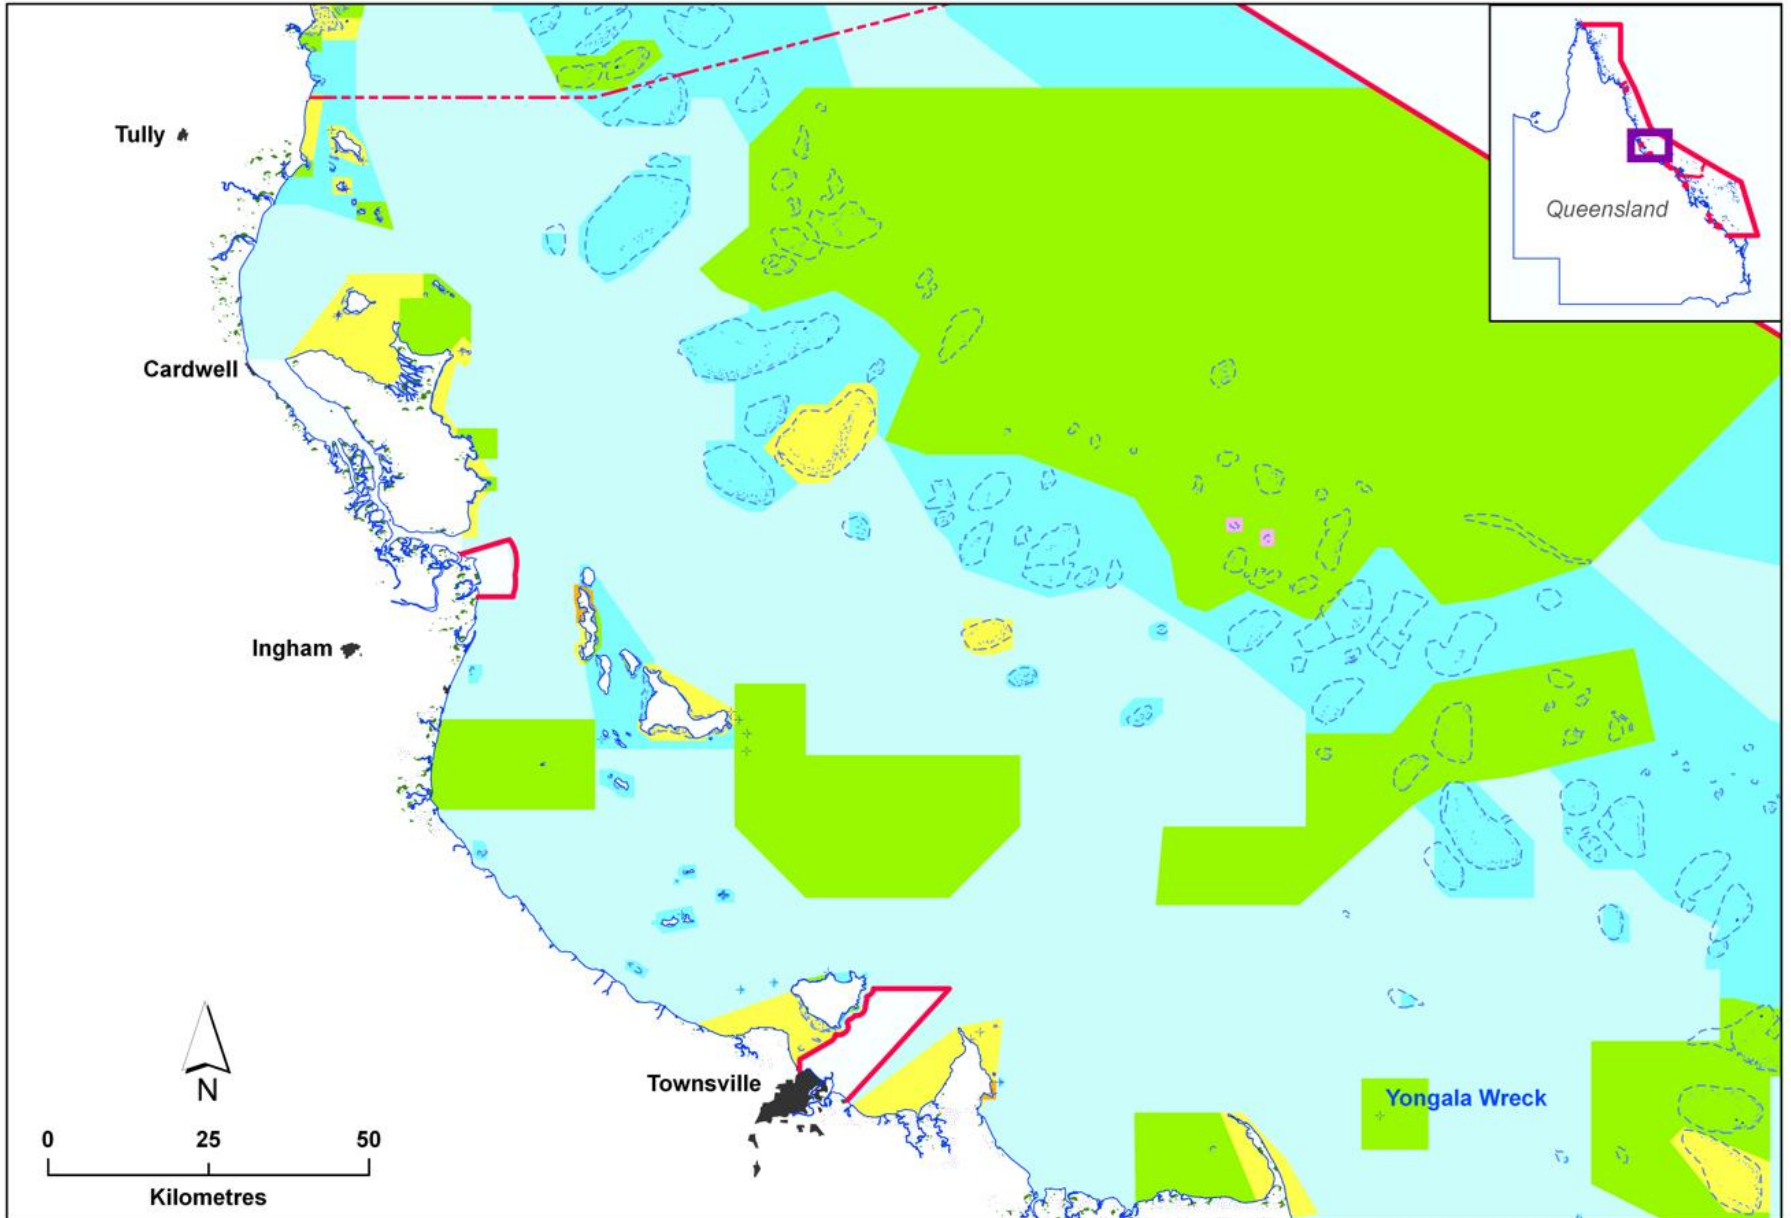 Queensland
Tully
Cardwell
Ingham
Townsville
Yongala Wreck
N
0 25 50
Kilometres